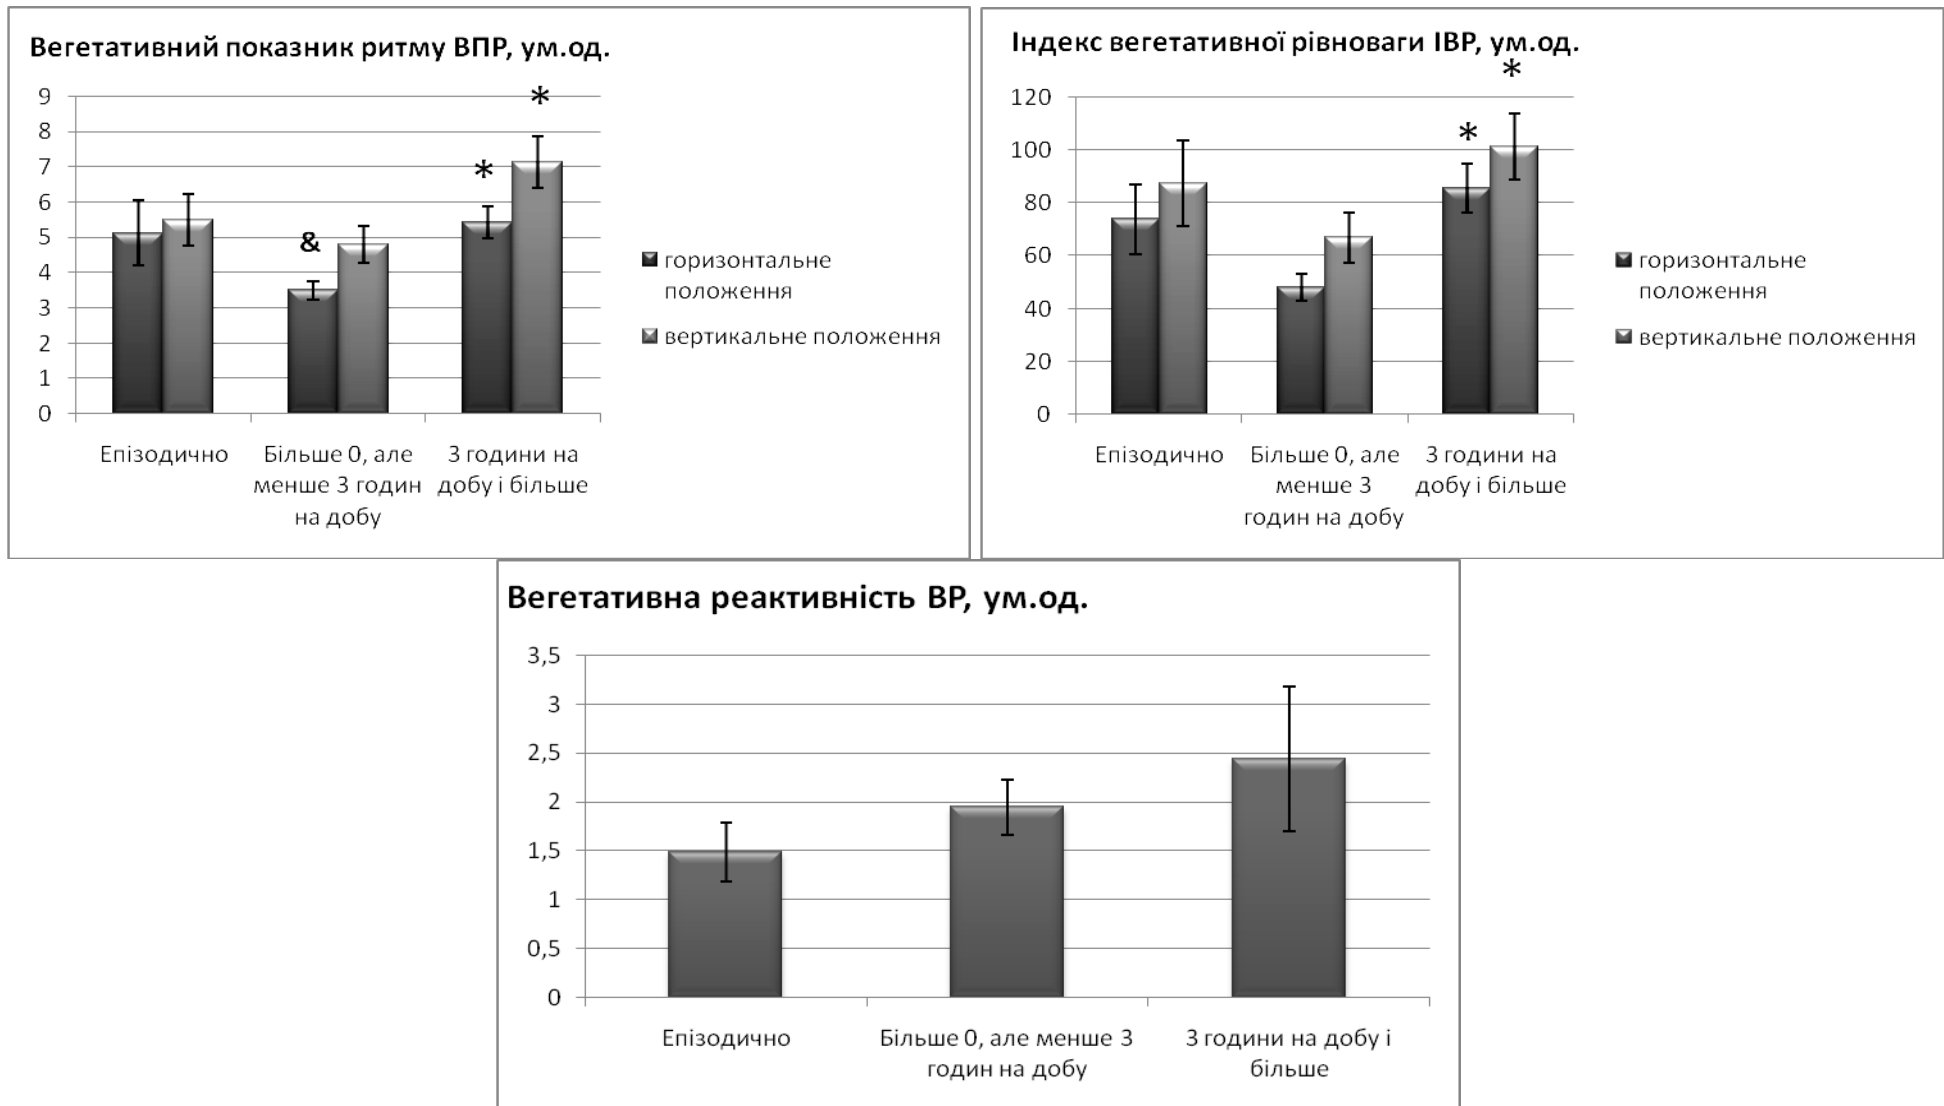 Вегетативний показник ритму ВПР, ум.од.
9
8
7
6
5
4
3
2
1
0
*
*
&
Епізодично
Більше 0, але
менше 3 годин
на добу
3 години на
добу і більше
горизонтальне
положення
вертикальне положення
Індекс вегетативної рівноваги ІВР, ум.од.
*
*
120
100
80
60
40
20
0
Епізодично
Більше 0, але
менше 3
годин на добу
3 години на
добу і більше
горизонтальне
положення
вертикальне положення
Вегетативна реактивність ВР, ум.од.
3,5
3
2,5
2
1,5
1
0,5
0
Епізодично
Більше 0, але менше 3
годин на добу
3 години на добу і
більше